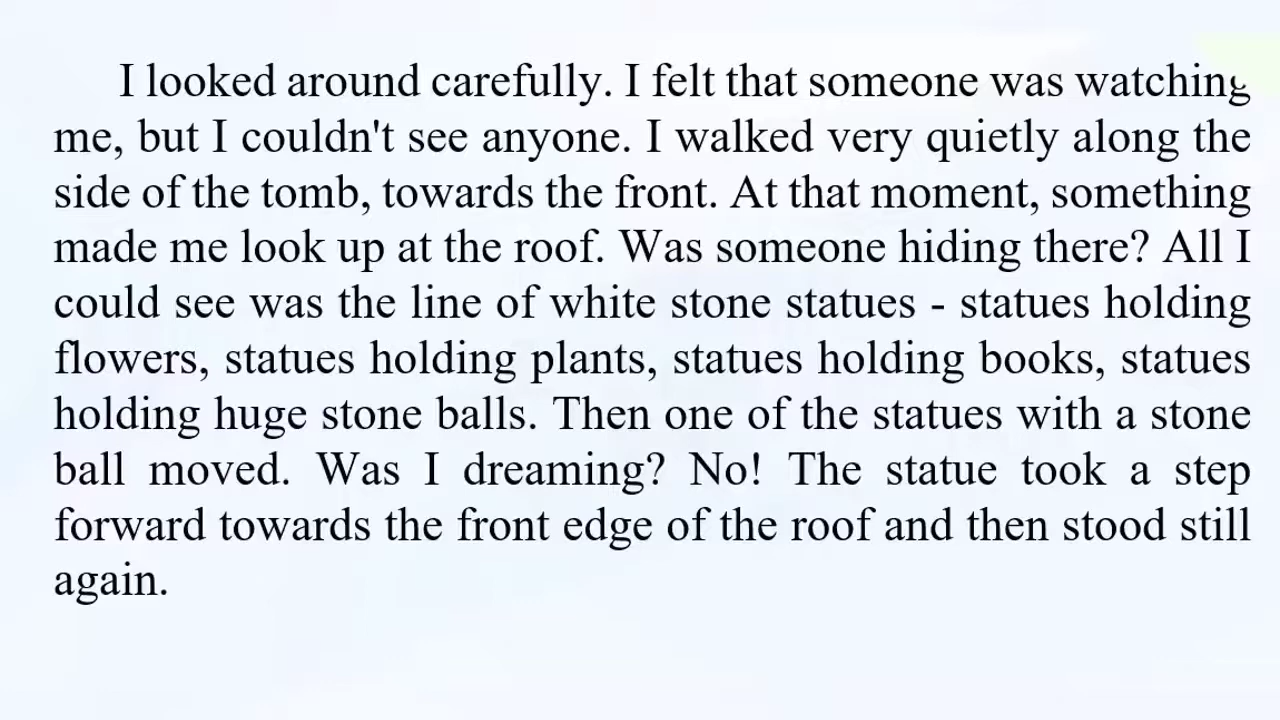 I looked around carefully. I felt that someone was watching
me, but I couldn't see anyone. I walked very quietly along the
side of the tomb, towards the front. At that moment, something
made me look up at the roof. Was someone hiding there? All I
could see was the line of white stone statues - statues holding
flowers, statues holding plants, statues holding books, statues
holding huge stone balls. Then one of the statues with a stone
ball moved. Was I dreaming? No! The statue took a step
forward towards the front edge of the roof and then stood still
again.